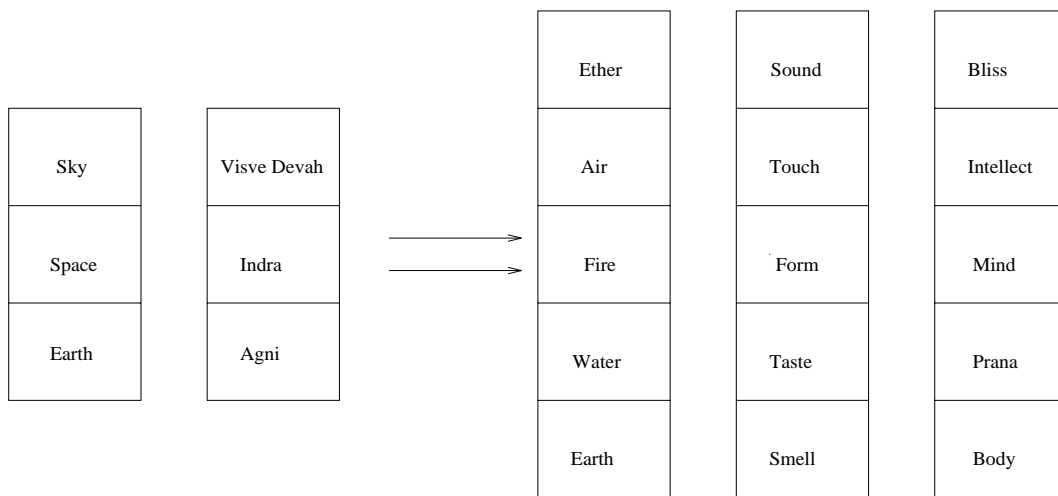 Ether Sound Bliss
Sky Visve Devah Air Touch Intellect
Space Indra Fire Form Mind
Earth Agni Water Taste Prana
Earth Smell Body